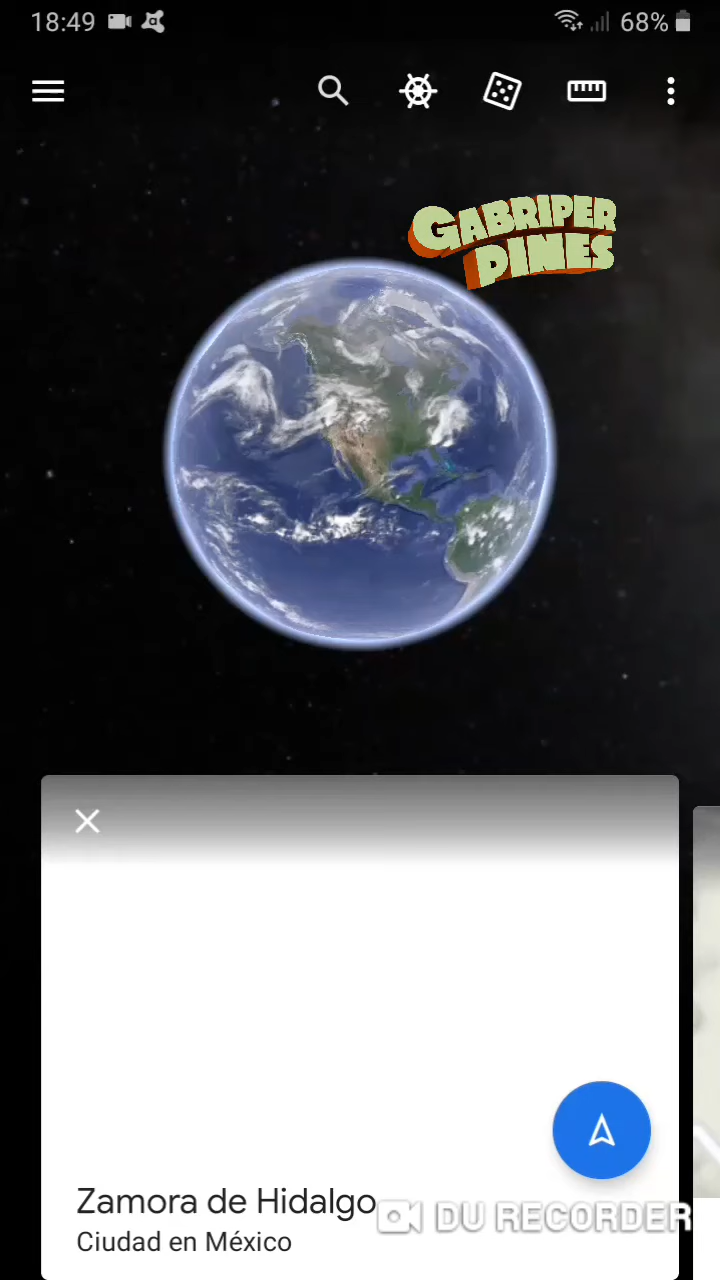 18:49
68%
GABRIPER
PINES
Zamora de Hidalgo
DU RECORDER
Ciudad en México